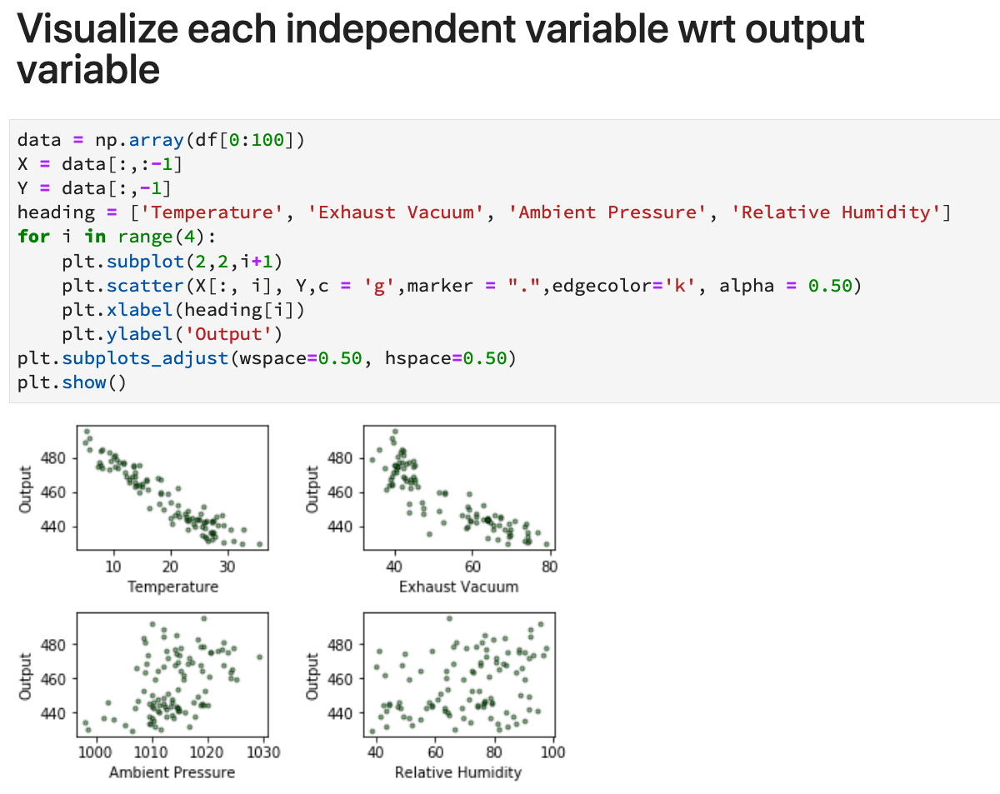 Visualize each independent variable wrt output
variable
data = np.array(df[0:100])
X = data[:,:-1]
Y = data[:,-1]
heading = ['Temperature', 'Exhaust Vacuum', 'Ambient Pressure', 'Relative Humidity']
for i in range(4):
    plt.subplot(2,2,i+1)
    plt.scatter(X[:, i], Y,c = 'g',marker = ".",edgecolor='k', alpha = 0.50)
    plt.xlabel(heading[i])
    plt.ylabel('Output')
plt.subplots_adjust(wspace=0.50, hspace=0.50)
plt.show()
Output
480
460
440
10 20 30
Temperature
Output
480
460
440
40 60 80
Exhaust Vacuum
Output
480
460
440
1000 1010 1020 1030
Ambient Pressure
Output
480
460
440
40 60 80 100
Relative Humidity